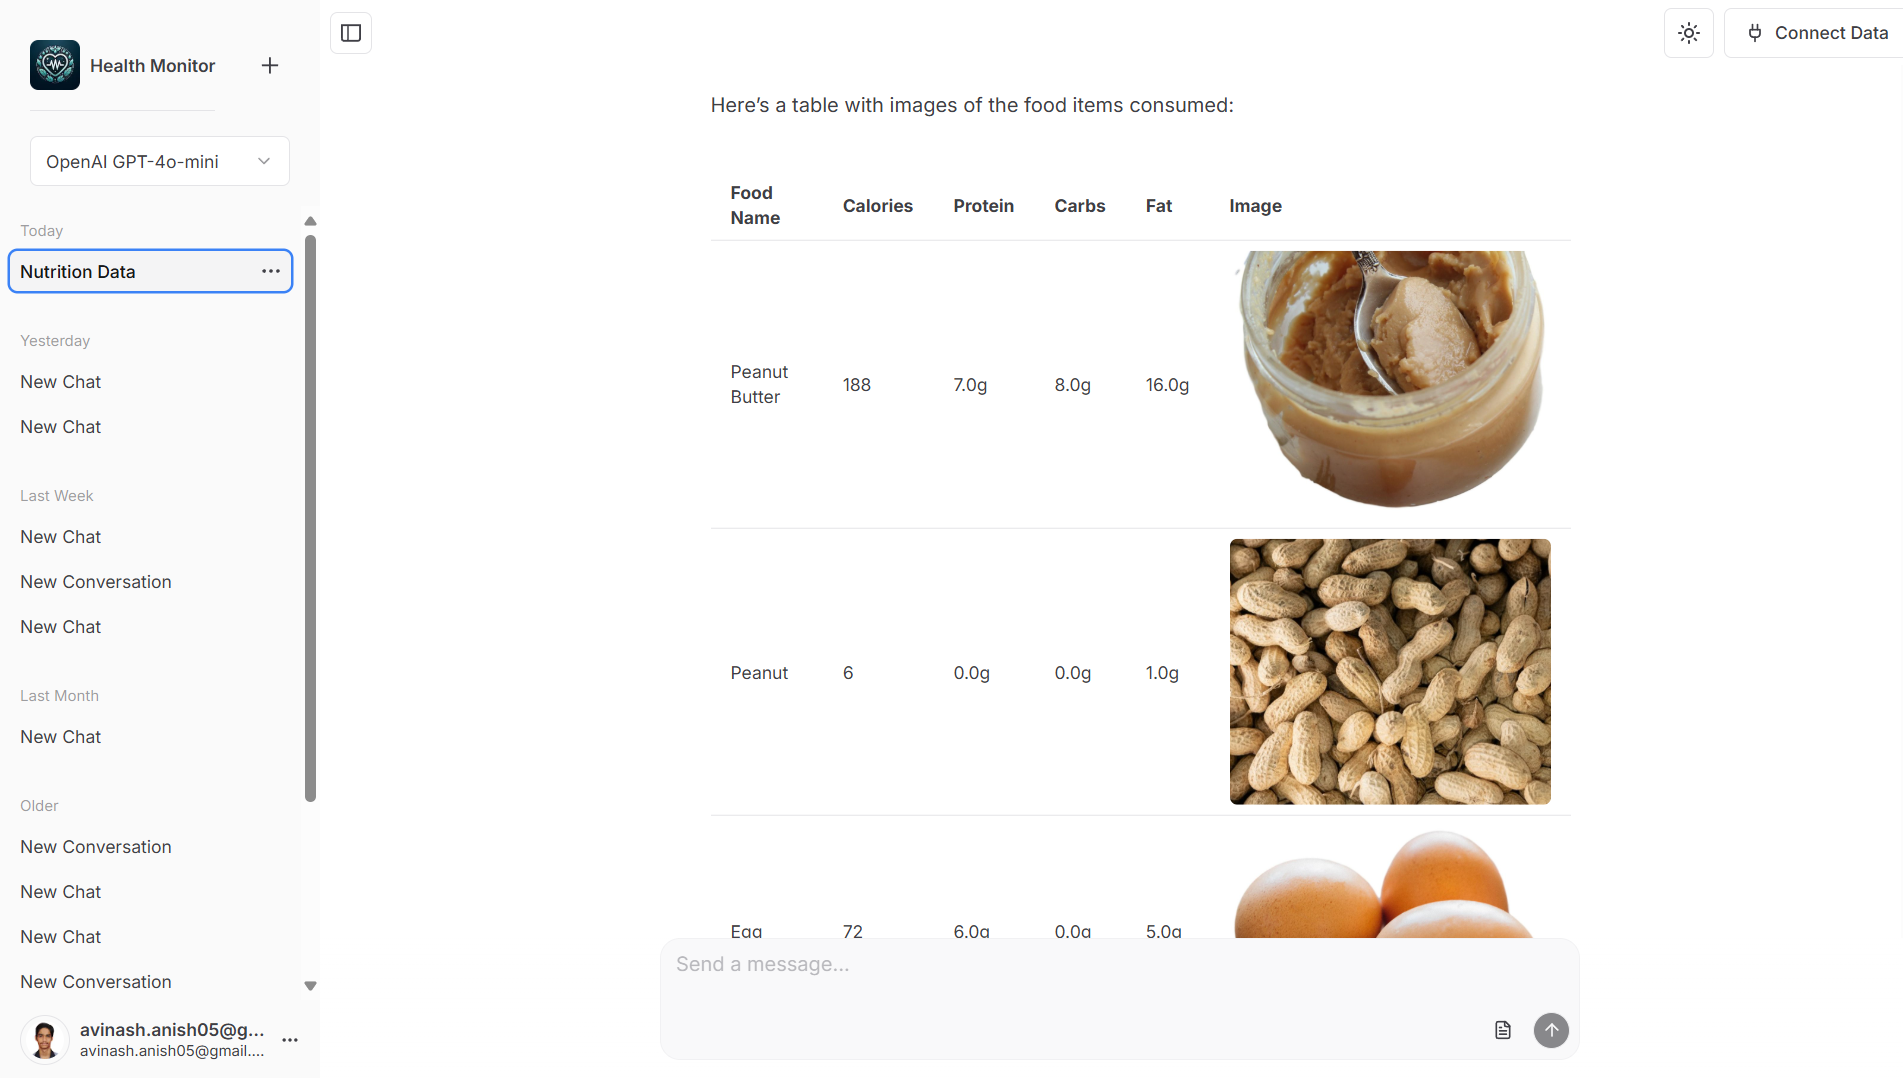 Health Monitor
OpenAI GPT-4o-mini
Today
Nutrition Data
Yesterday
New Chat
New Chat
Last Week
New Chat
New Conversation
New Chat
Last Month
New Chat
Older
New Conversation
New Chat
New Chat
New Conversation
avinash.anish05@g...
avinash.anish05@gmail....
Connect Data
Here’s a table with images of the food items consumed:
Food Name Calories Protein Carbs Fat Image
Peanut Butter 188 7.0g 8.0g 16.0g
Peanut 6 0.0g 0.0g 1.0g
Egg 72 6.0g 0.0g 5.0g
Send a message...